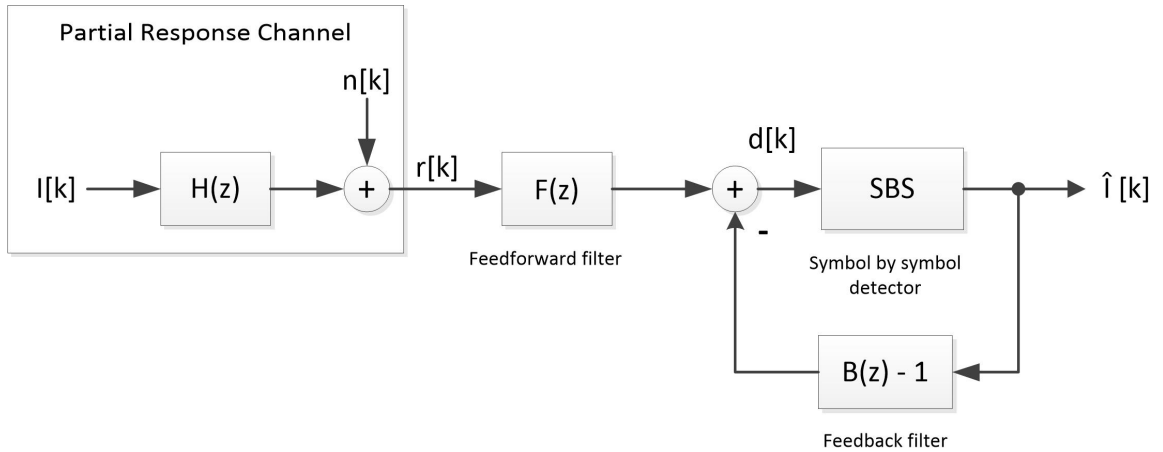 Partial Response Channel
n[k]
I[k]
H(z)
+
r[k]
F(z)
Feedforward filter
+
-
d[k]
SBS
Symbol by symbol
detector
Î [k]
B(z) - 1
Feedback filter